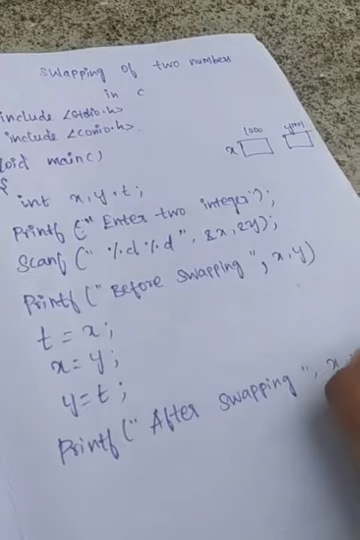 Swapping of two numbers
in c
include <stdio.h>
include <conio.h>
void main()
{
int x, y, t;
1000
x
Printf (" Enter two integer");
Scanf (" %d %d ", &x, &y);
Printf (" Before swapping ", x, y)
t = x;
x = y;
y = t;
Printf (" After swapping ", x,